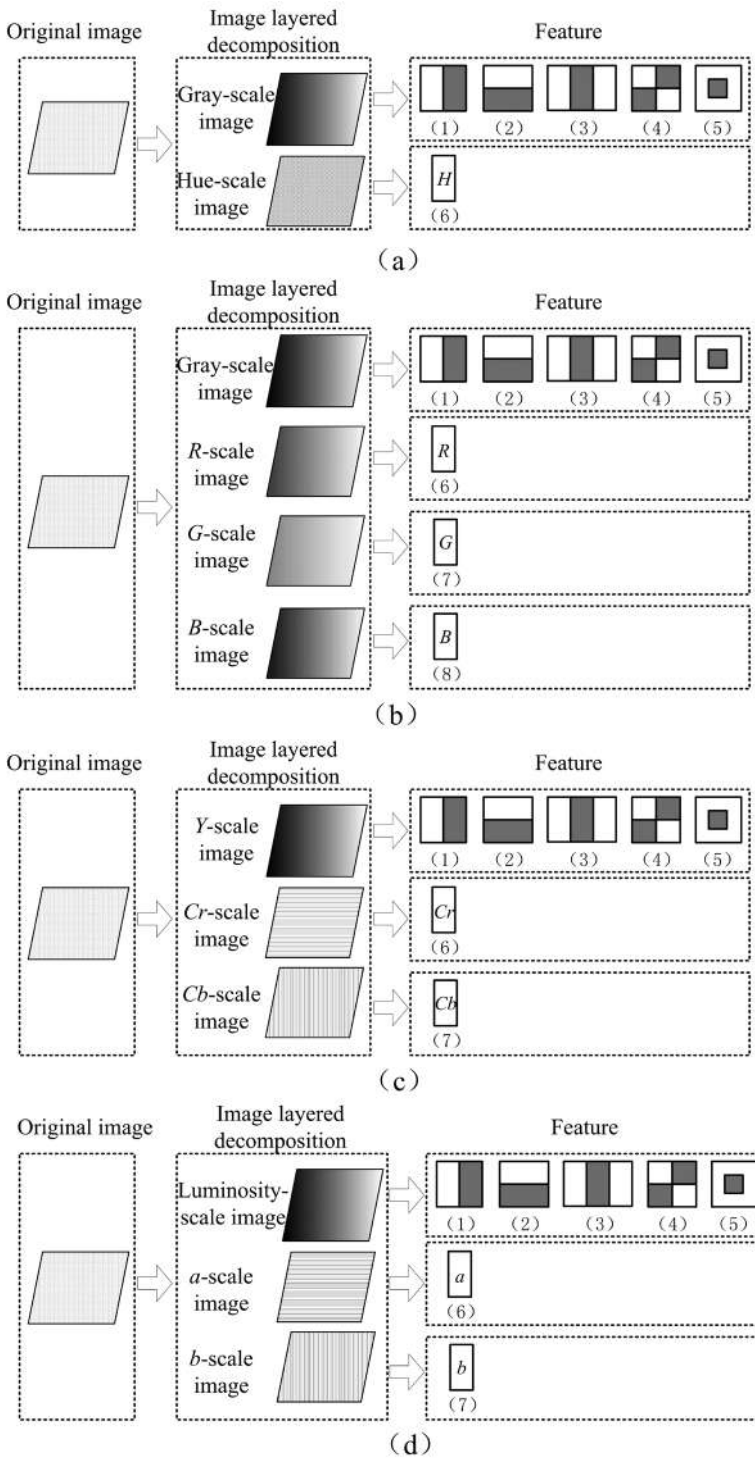 Original image
Image layered
decomposition
Feature
Gray-scale
image
(1) (2) (3) (4) (5)
Hue-scale
image
H
(6)
(a)
Original image
Image layered
decomposition
Feature
Gray-scale
image
(1) (2) (3) (4) (5)
R-scale
image
R
(6)
G-scale
image
G
(7)
B-scale
image
B
(8)
(b)
Original image
Image layered
decomposition
Feature
Y-scale
image
(1) (2) (3) (4) (5)
Cr-scale
image
Cr
(6)
Cb-scale
image
Cb
(7)
(c)
Original image
Image layered
decomposition
Feature
Luminosity-
scale image
(1) (2) (3) (4) (5)
a-scale
image
a
(6)
b-scale
image
b
(7)
(d)